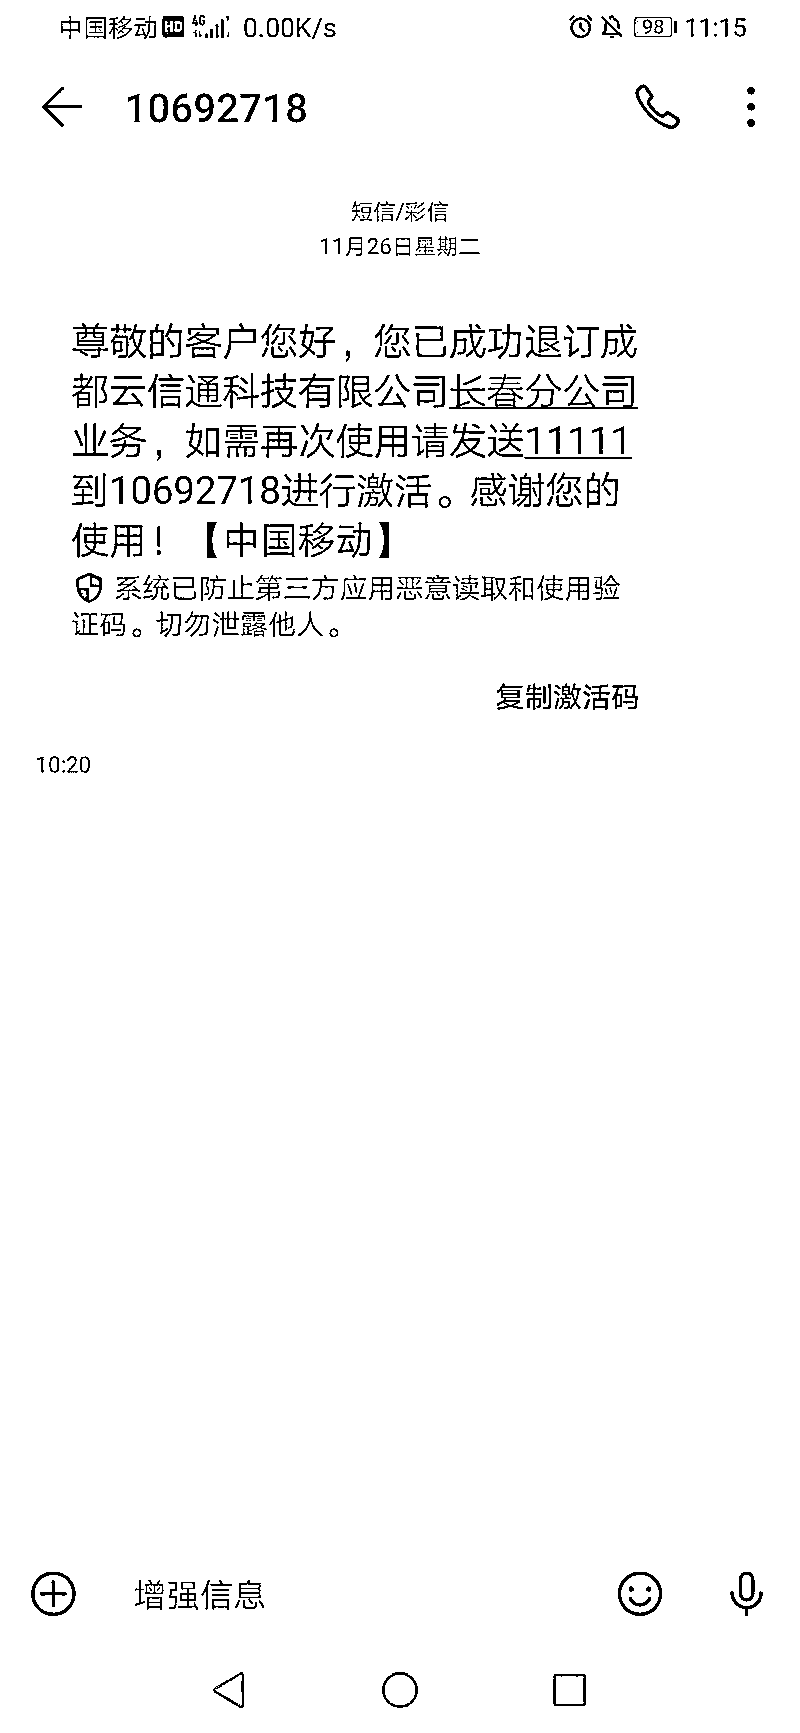 中国移动 HD 4G 0.00K/s 98 11:15
10692718
短信/彩信
11月26日星期二
尊敬的客户您好，您已成功退订成
都云信通科技有限公司长春分公司
业务，如需再次使用请发送11111
到10692718进行激活。感谢您的
使用！【中国移动】
系统已防止第三方应用恶意读取和使用验
证码。切勿泄露他人。
复制激活码
10:20
增强信息